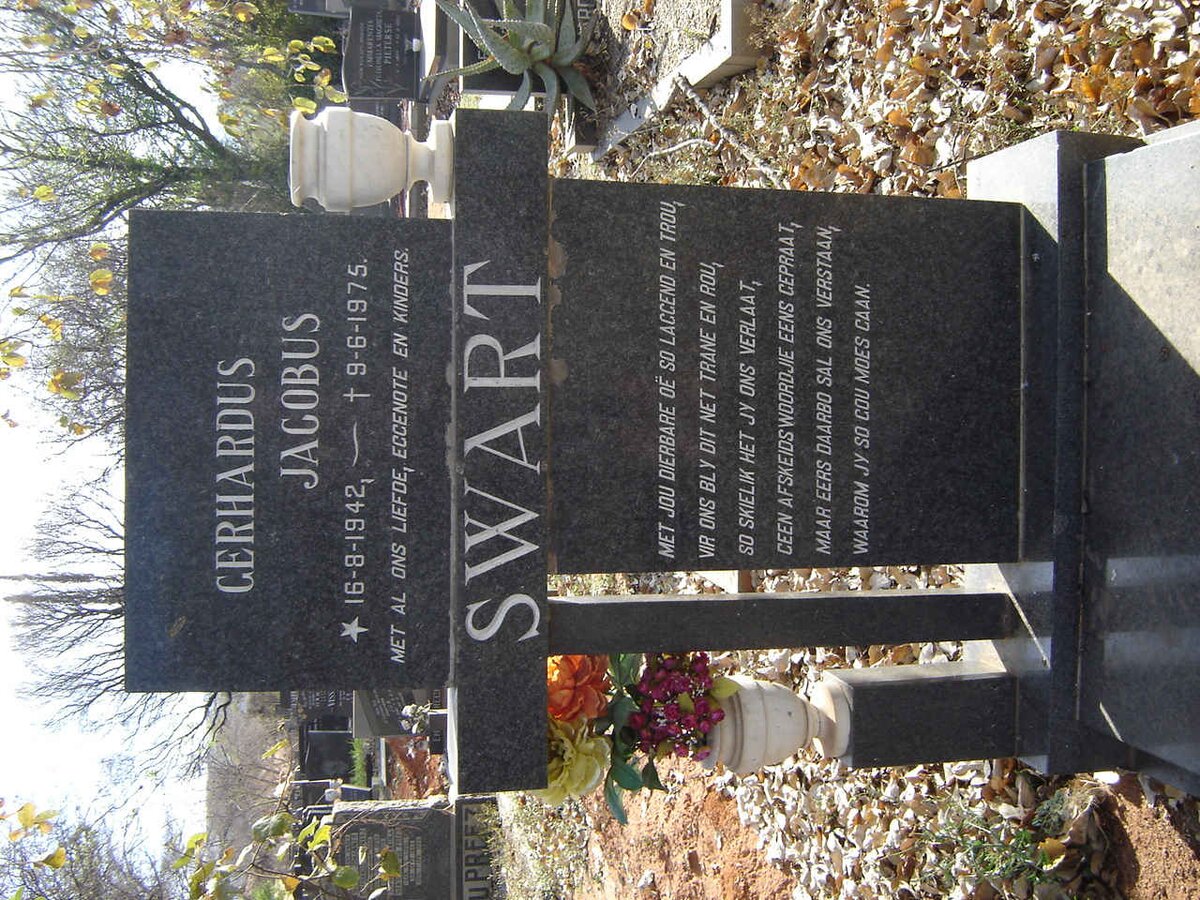 GERHARDUS
JACOBUS
★ 16-8-1942, ~ † 9-6-1975.
MET AL ONS LIEFDE, EGGENOTE EN KINDERS.
SWART
MET JOU DIERBARE OË SO LAGGEND EN TROU,
VIR ONS BLY DIT NET TRANE EN ROU,
SO SKIELIK HET JY ONS VERLAAT,
GEEN AFSKEIDSWOORDJIE EENS GEPRAAT,
MAAR EERS DAARBO SAL ONS VERSTAAN,
WAAROM JY SO GOU MOES GAAN.
PREEZ